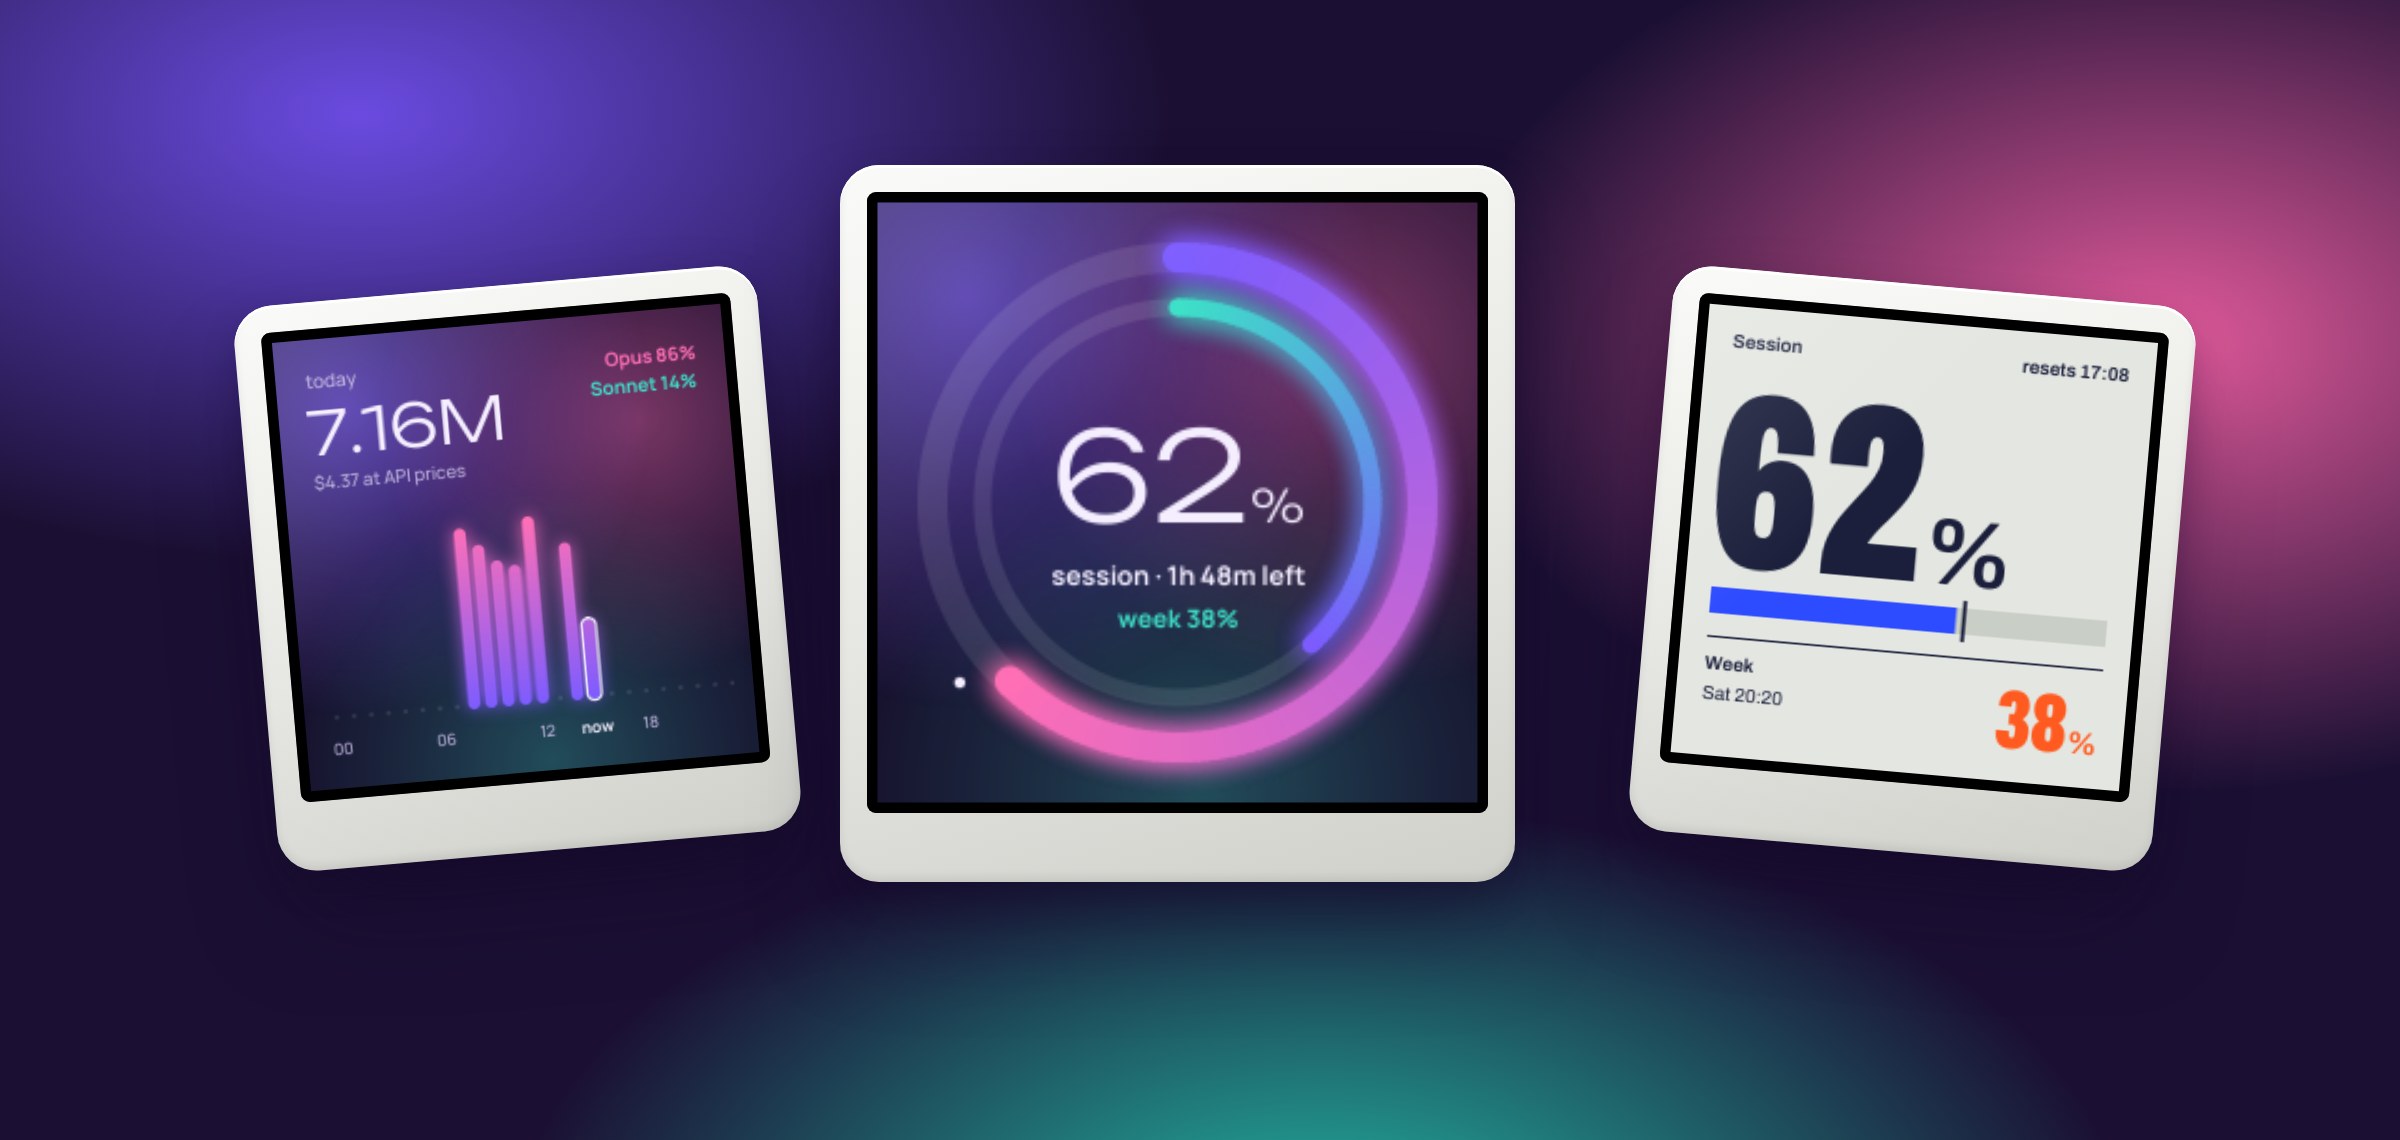 today
7.16M
$4.37 at API prices
Opus 86%
Sonnet 14%
00 06 12 now 18
62%
session · 1h 48m left
week 38%
Session
resets 17:08
62%
Week
Sat 20:20
38%